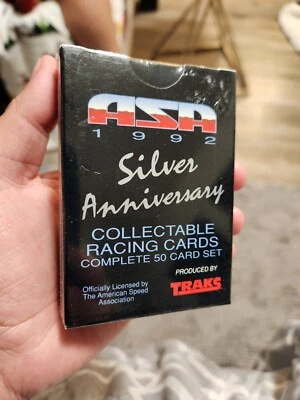 ASA
1992
Silver
Anniversary
COLLECTABLE
RACING CARDS
COMPLETE 50 CARD SET
PRODUCED BY
TRAKS
Officially Licensed by
The American Speed
Association